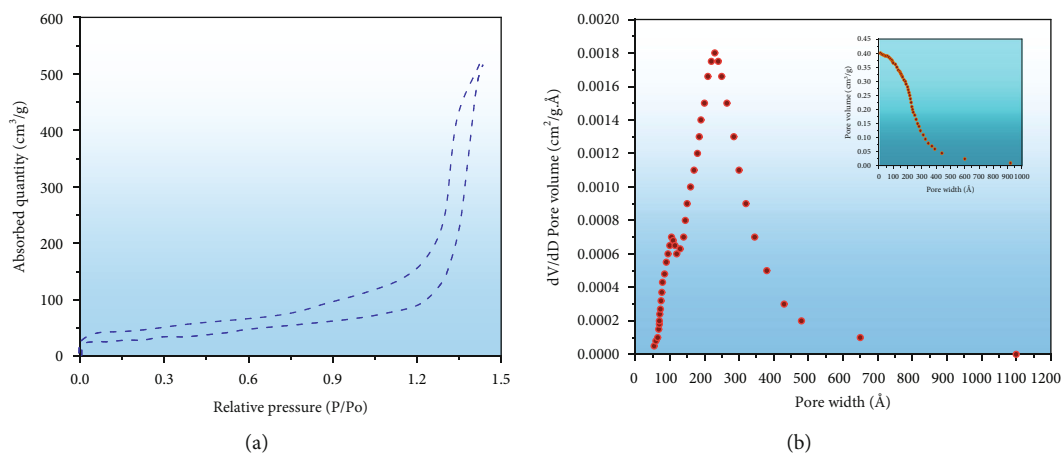 600
500
400
300
200
100
0
Absorbed quantity (cm³/g)
0.0 0.3 0.6 0.9 1.2 1.5
Relative pressure (P/Po)
(a)
0.0020
0.0018
0.0016
0.0014
0.0012
0.0010
0.0008
0.0006
0.0004
0.0002
0.0000
dV/dD Pore volume (cm²/g.Å)
0 100 200 300 400 500 600 700 800 900 1000 1100 1200
Pore width (Å)
0.45
0.40
0.35
0.30
0.25
0.20
0.15
0.10
0.05
0.00
Pore volume (cm³/g)
0 100 200 300 400 500 600 700 800 900 1000
Pore width (Å)
(b)